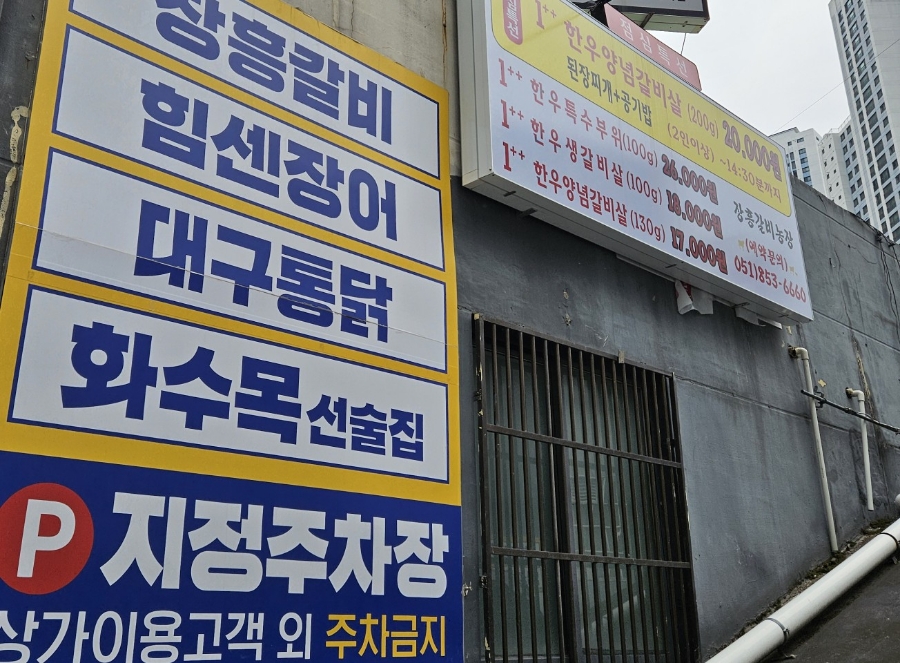 장흥갈비
힘센장어
대구통닭
화수목선술집
P 지정주차장
상가이용고객 외 주차금지
점심특선
1++ 한우양념갈비살 (200g) 20,000원
된장찌개+공기밥 (2인이상) ~14:30분까지
1++ 한우특수부위(100g) 26,000원
1++ 한우생갈비살 (100g) 18,000원
1++ 한우양념갈비살 (130g) 17,000원
장흥갈비농장
(예약문의)
051)853-6660